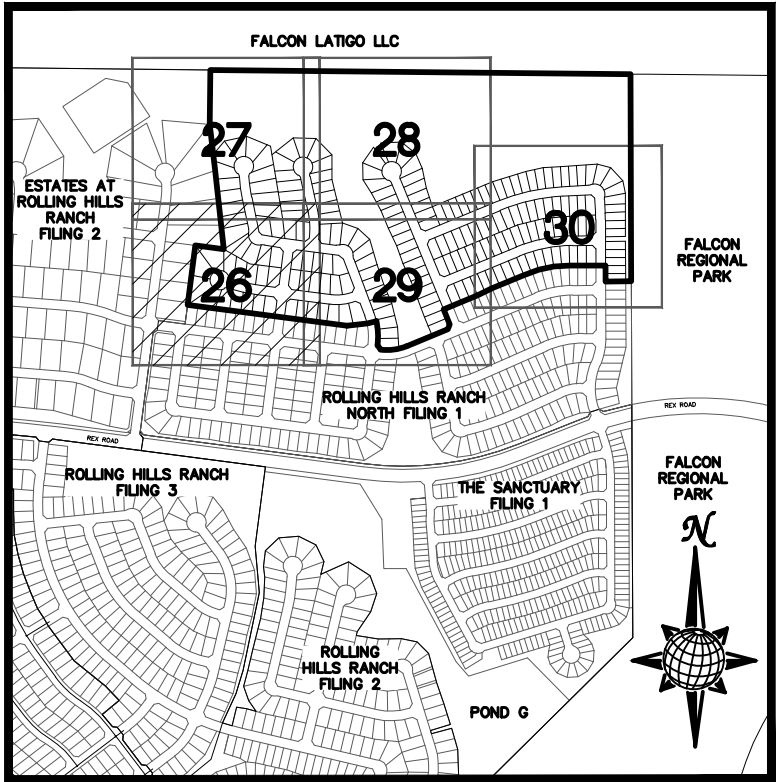 FALCON LATIGO LLC
27
28
ESTATES AT
ROLLING HILLS
RANCH
FILING 2
30
FALCON
REGIONAL
PARK
26
29
ROLLING HILLS RANCH
NORTH FILING 1
REX ROAD
REX ROAD
ROLLING HILLS RANCH
FILING 3
THE SANCTUARY
FILING 1
FALCON
REGIONAL
PARK
N
ROLLING
HILLS RANCH
FILING 2
POND G